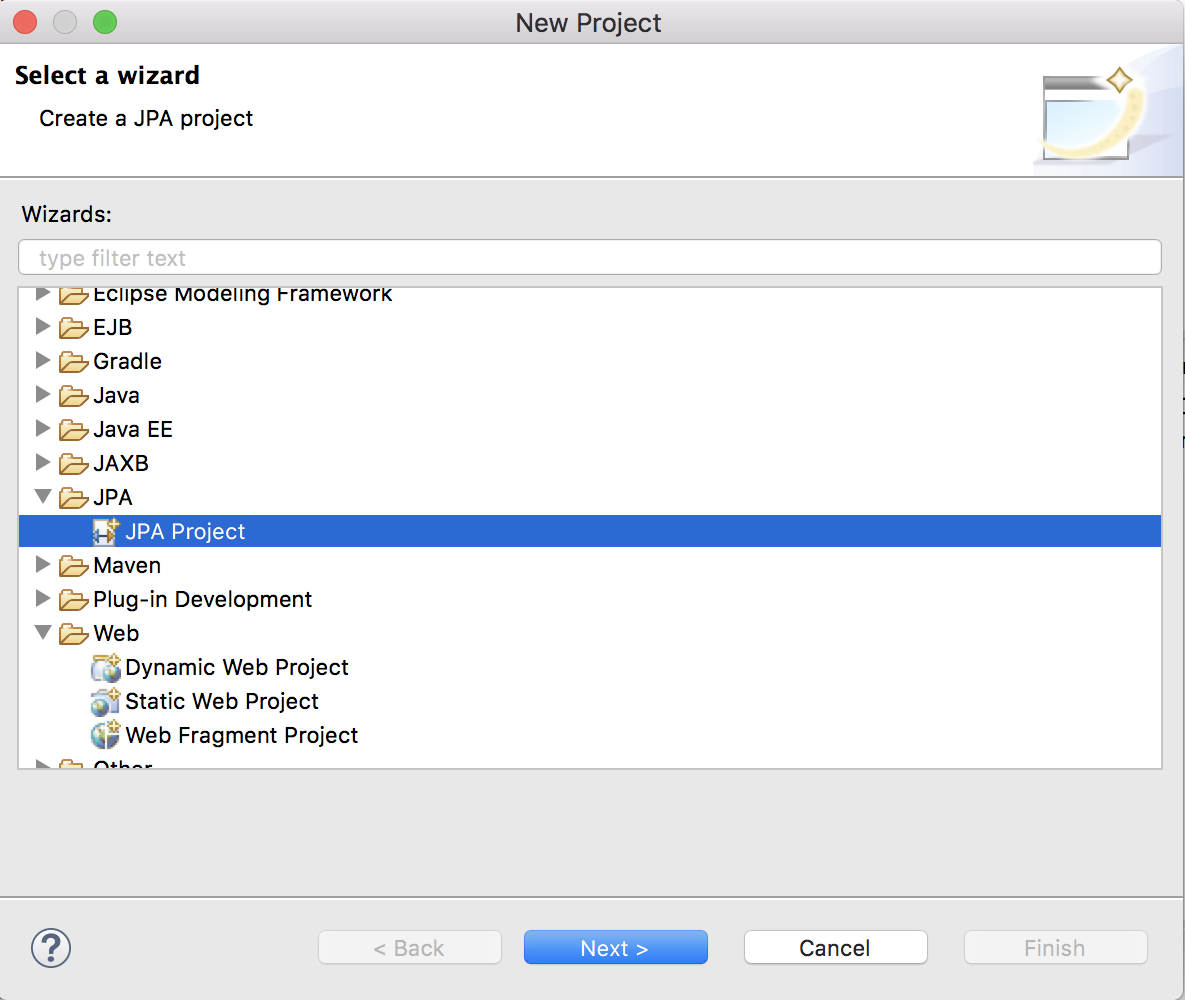 New Project
Select a wizard
Create a JPA project
Wizards:
type filter text
Eclipse Modeling Framework
EJB
Gradle
Java
Java EE
JAXB
JPA
JPA Project
Maven
Plug-in Development
Web
Dynamic Web Project
Static Web Project
Web Fragment Project
Other
?
< Back
Next >
Cancel
Finish